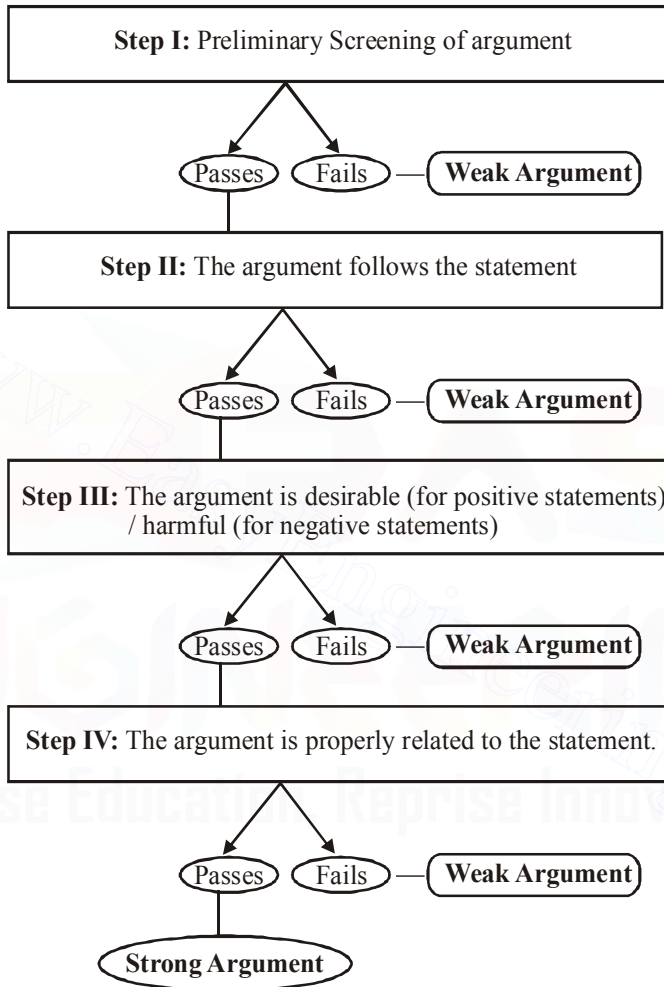 Step I: Preliminary Screening of argument
Passes Fails — Weak Argument
Step II: The argument follows the statement
Passes Fails — Weak Argument
Step III: The argument is desirable (for positive statements)
/ harmful (for negative statements)
Passes Fails — Weak Argument
Step IV: The argument is properly related to the statement.
Passes Fails — Weak Argument
Strong Argument